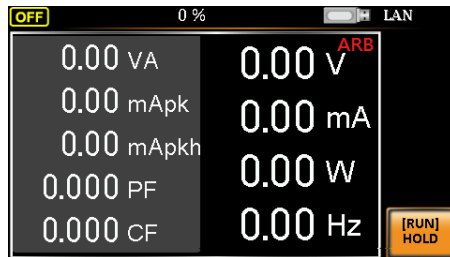 OFF 0 % LAN
0.00 VA
0.00 mApk
0.00 mApkh
0.000 PF
0.000 CF
ARB
0.00 V
0.00 mA
0.00 W
0.00 Hz
[RUN]
HOLD